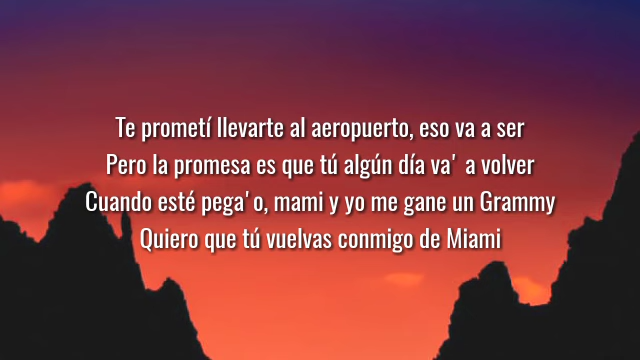 Te prometí llevarte al aeropuerto, eso va a ser
Pero la promesa es que tú algún día va' a volver
Cuando esté pega'o, mami y yo me gane un Grammy
Quiero que tú vuelvas conmigo de Miami